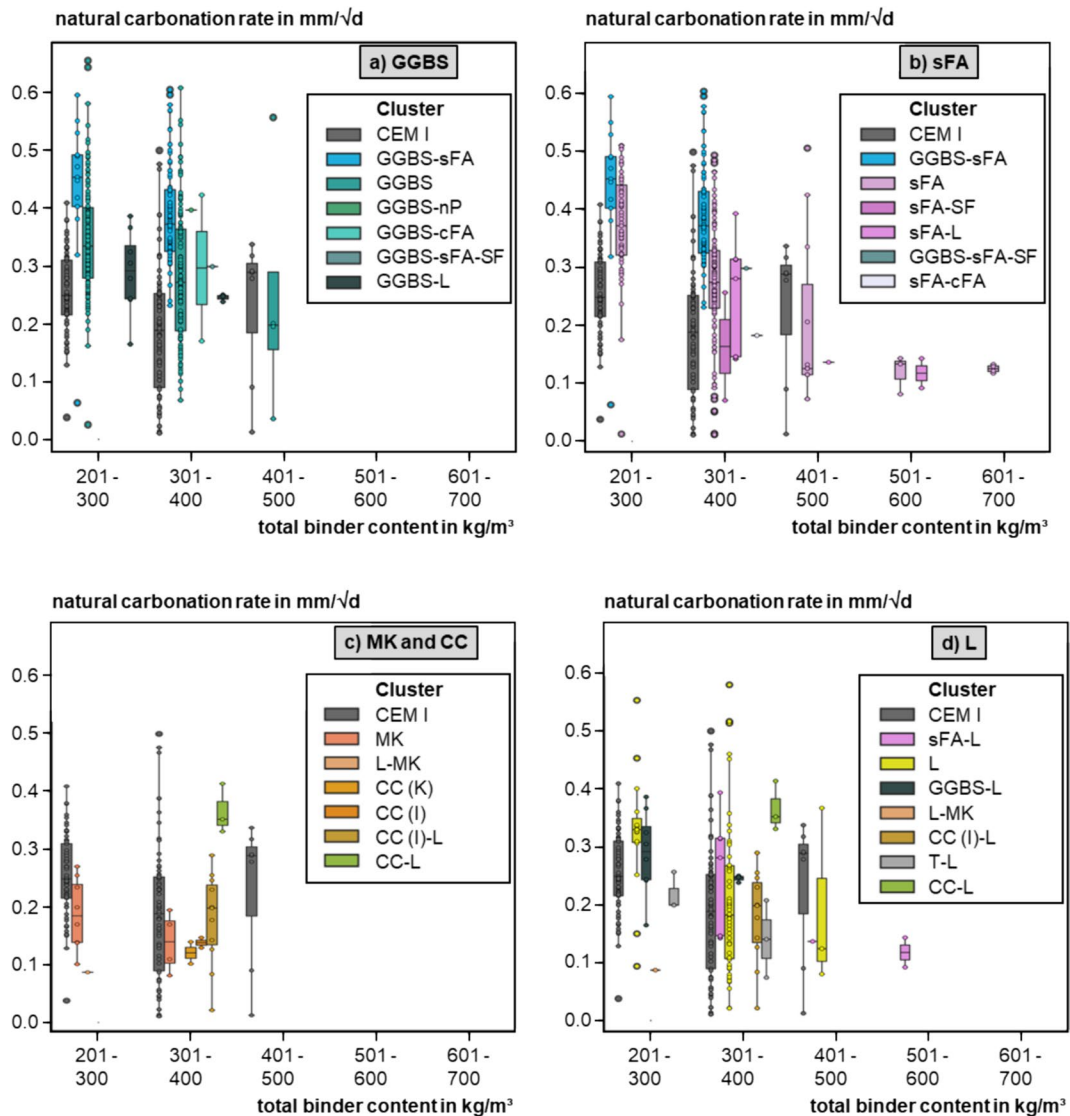 natural carbonation rate in mm/√d
a) GGBS
Cluster
CEM I
GGBS-sFA
GGBS
GGBS-nP
GGBS-cFA
GGBS-sFA-SF
GGBS-L
0.6
0.5
0.4
0.3
0.2
0.1
0.0
201 - 300
301 - 400
401 - 500
501 - 600
601 - 700
total binder content in kg/m³
natural carbonation rate in mm/√d
b) sFA
Cluster
CEM I
GGBS-sFA
sFA
sFA-SF
sFA-L
GGBS-sFA-SF
sFA-cFA
0.6
0.5
0.4
0.3
0.2
0.1
0.0
201 - 300
301 - 400
401 - 500
501 - 600
601 - 700
total binder content in kg/m³
natural carbonation rate in mm/√d
c) MK and CC
Cluster
CEM I
MK
L-MK
CC (K)
CC (I)
CC (I)-L
CC-L
0.6
0.5
0.4
0.3
0.2
0.1
0.0
201 - 300
301 - 400
401 - 500
501 - 600
601 - 700
total binder content in kg/m³
natural carbonation rate in mm/√d
d) L
Cluster
CEM I
sFA-L
L
GGBS-L
L-MK
CC (I)-L
T-L
CC-L
0.6
0.5
0.4
0.3
0.2
0.1
0.0
201 - 300
301 - 400
401 - 500
501 - 600
601 - 700
total binder content in kg/m³